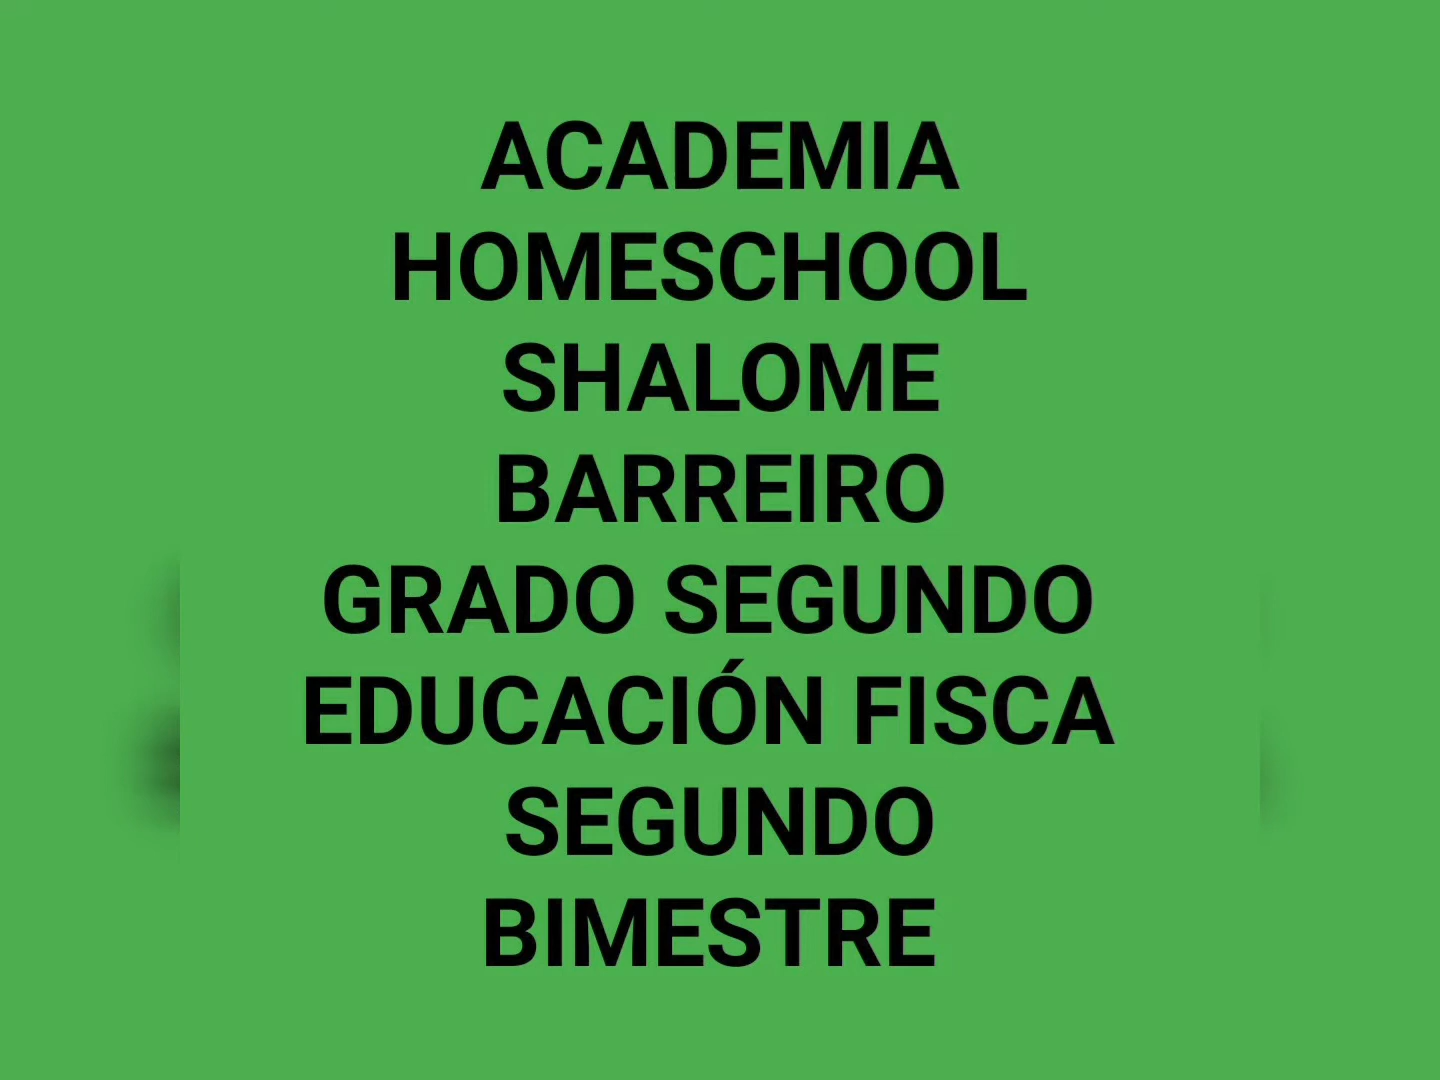 ACADEMIA
HOMESCHOOL
SHALOME
BARREIRO
GRADO SEGUNDO
EDUCACIÓN FISCA
SEGUNDO
BIMESTRE